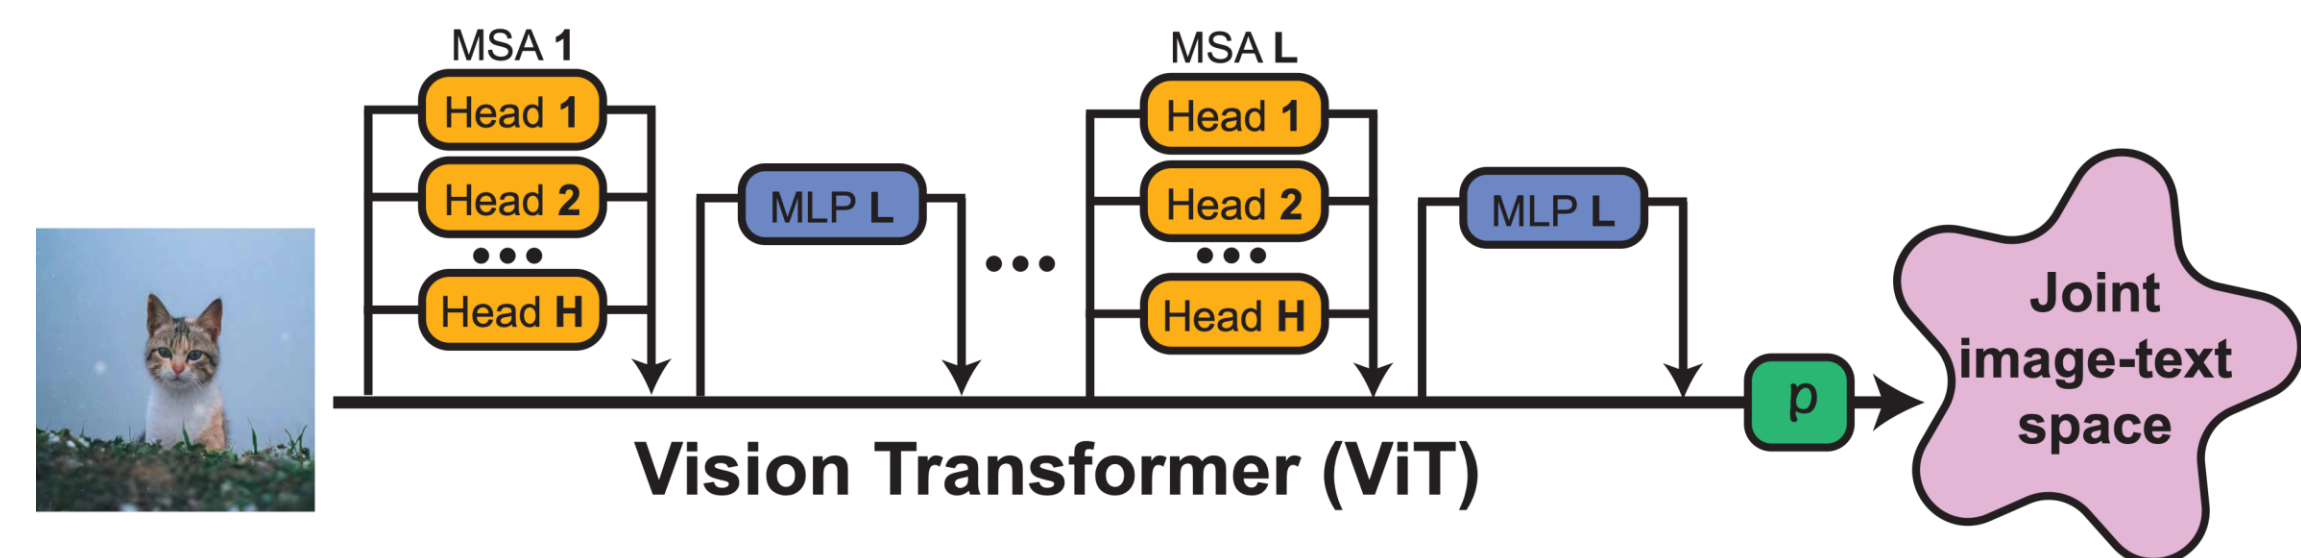 MSA 1
Head 1
Head 2
Head H
MLP L
MSA L
Head 1
Head 2
Head H
MLP L
p
Joint
image-text
space
Vision Transformer (ViT)